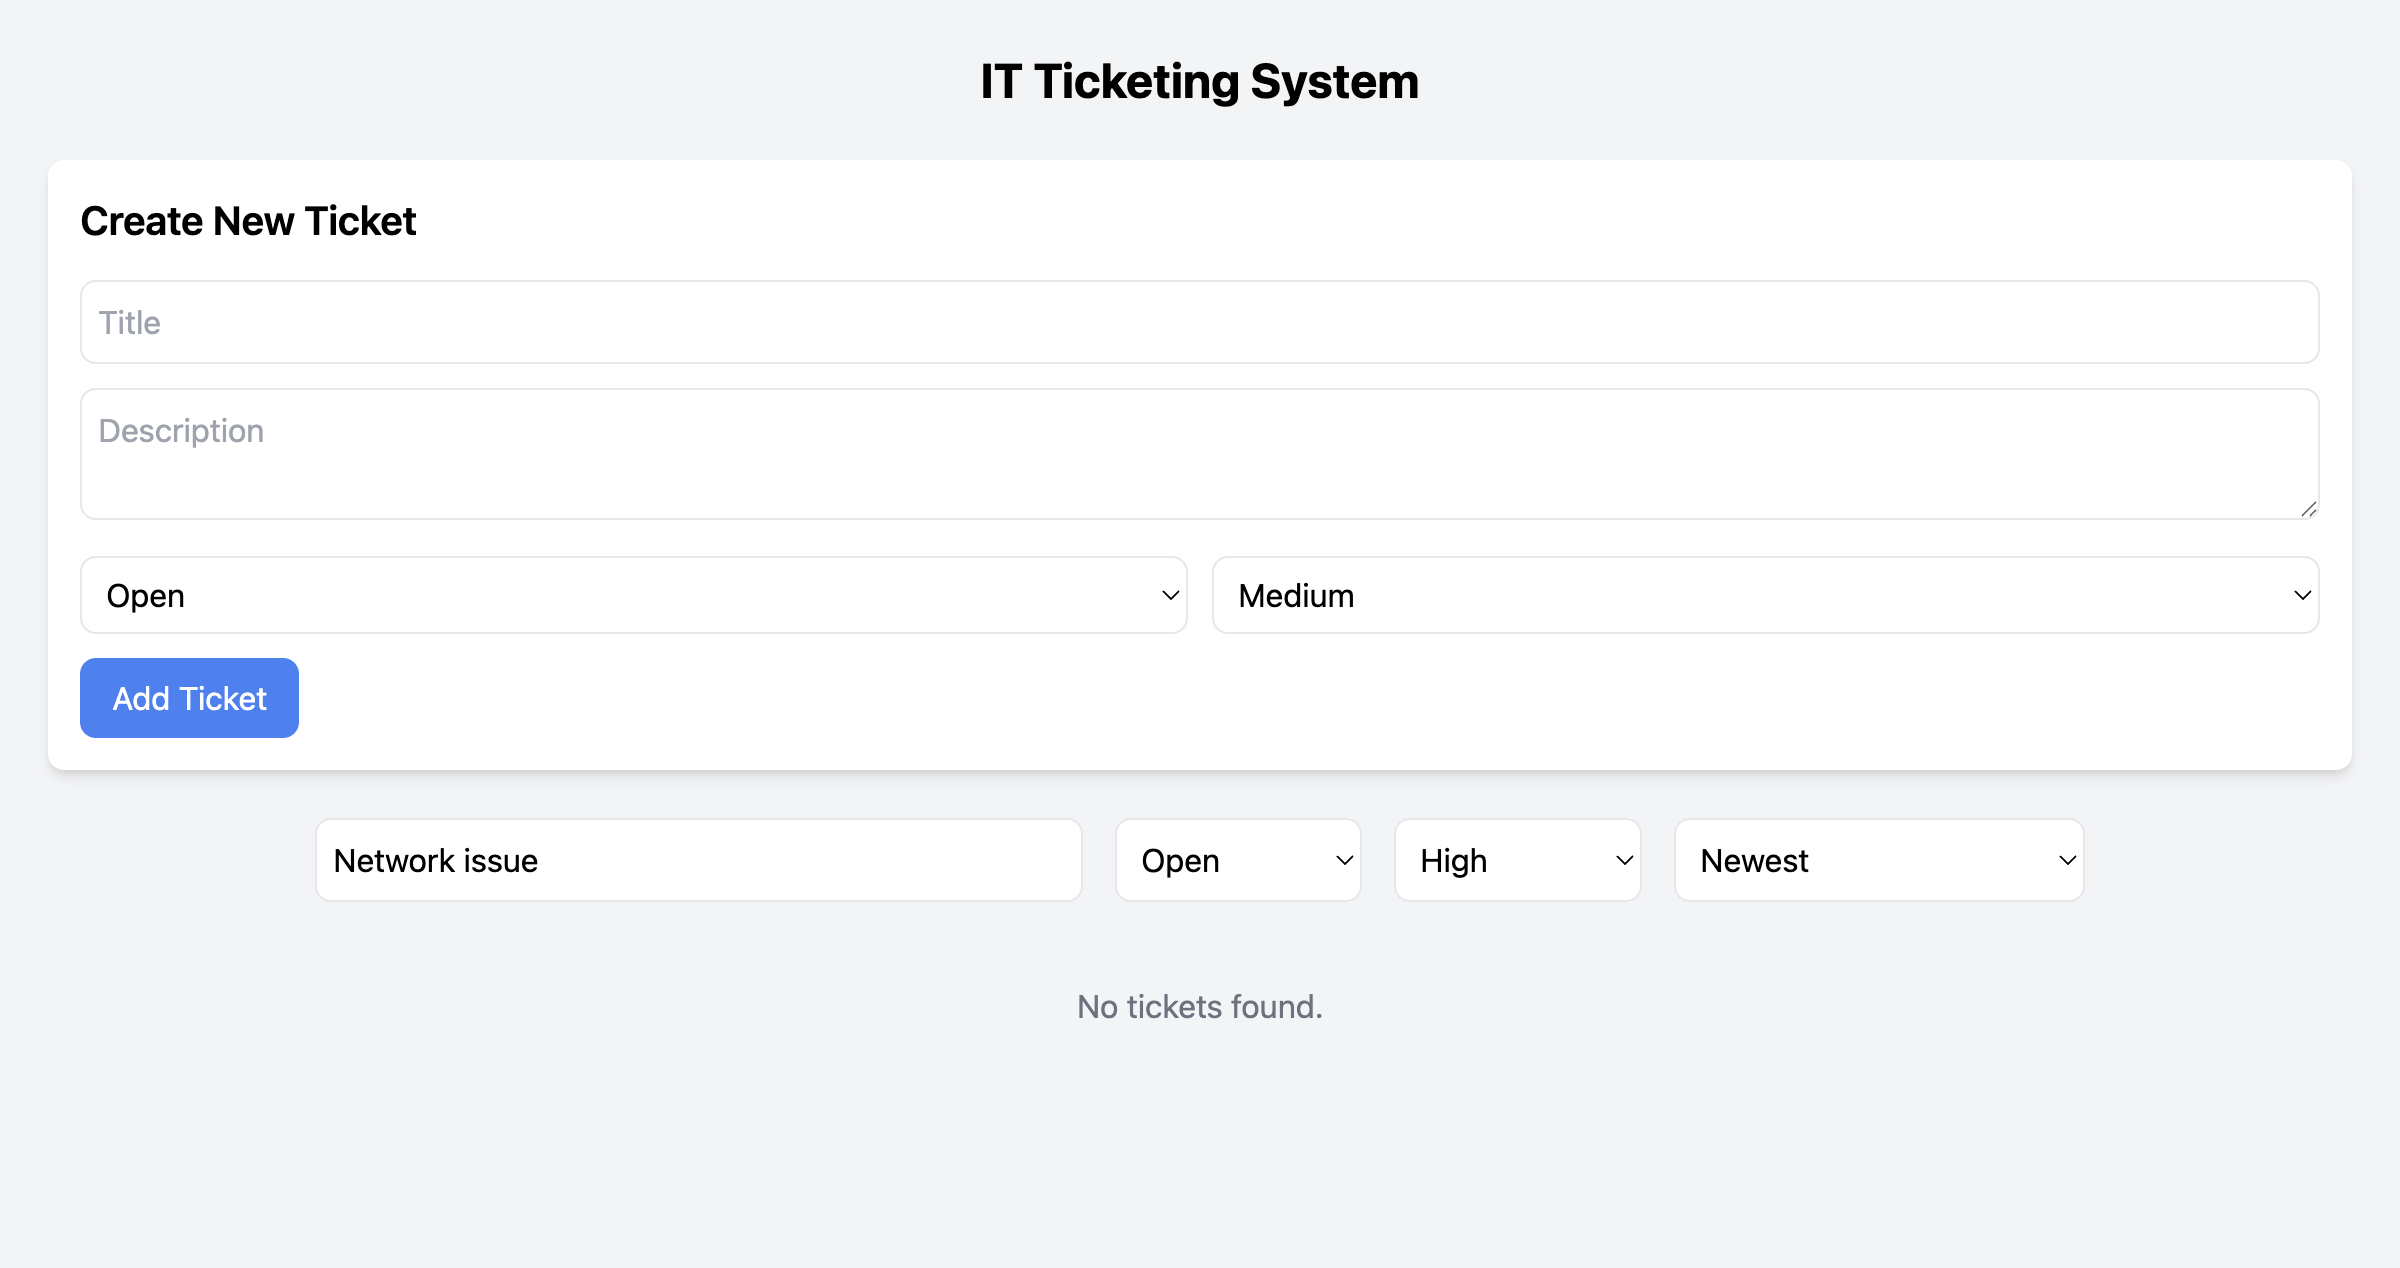 IT Ticketing System
Create New Ticket
Title
Description
Open Medium
Add Ticket
Network issue Open High Newest
No tickets found.